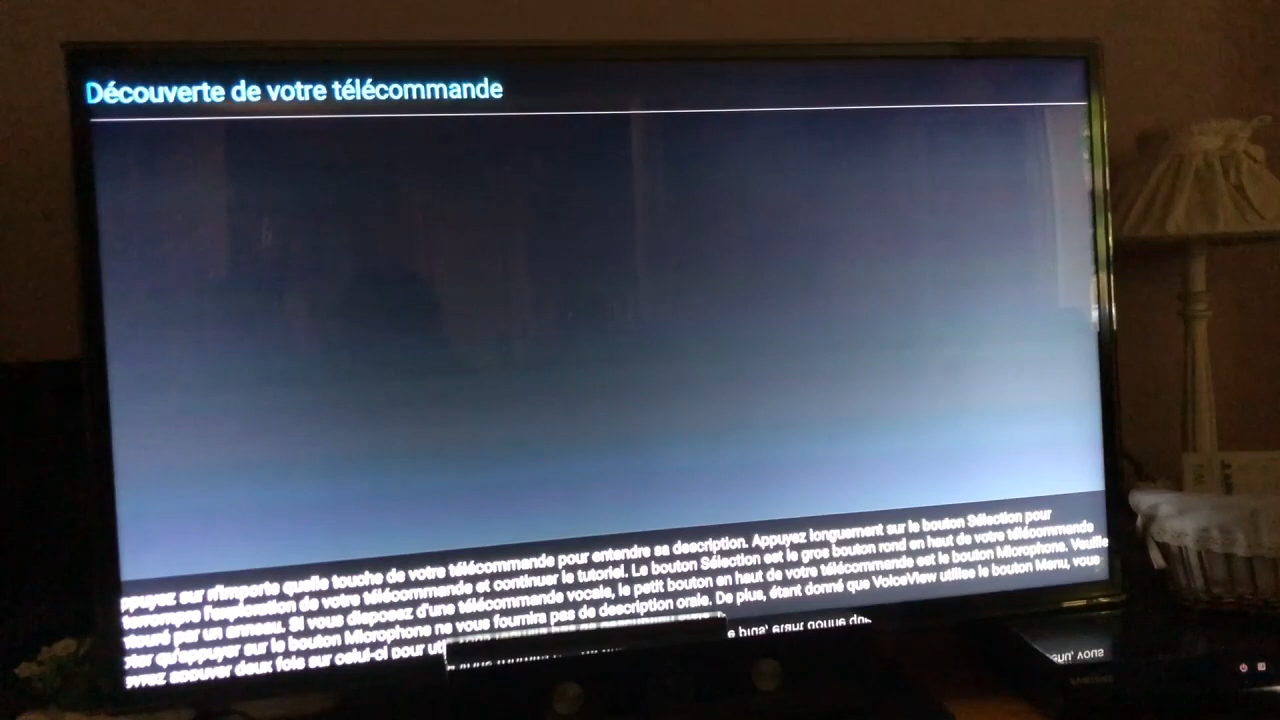 Découverte de votre télécommande
ppuyez sur n'importe quelle touche de votre télécommande pour entendre sa description. Appuyez longuement sur le bouton Sélection pour
terrompre l'exploration de votre télécommande et continuer le tutoriel. Le bouton Sélection est le gros bouton rond en haut de votre télécommande
ntouré par un anneau. Si vous disposez d'une télécommande vocale, le petit bouton en haut de votre télécommande est le bouton Microphone. Veuille
oter qu'appuyer sur le bouton Microphone ne vous fournira pas de description orale. De plus, étant donné que VoiceView utilise le bouton Menu, vous
evrez appuyer deux fois sur celui-ci pour